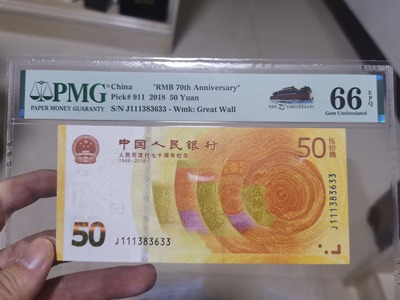 PMG
PAPER MONEY GUARANTY
China "RMB 70th Anniversary"
Pick# 911 2018 50 Yuan
S/N J111383633 - Wmk: Great Wall
66 EPQ
Gem Uncirculated
中国人民银行
人民币发行七十周年纪念
1948-2018
50 伍拾圆
50
J111383633
J111383633